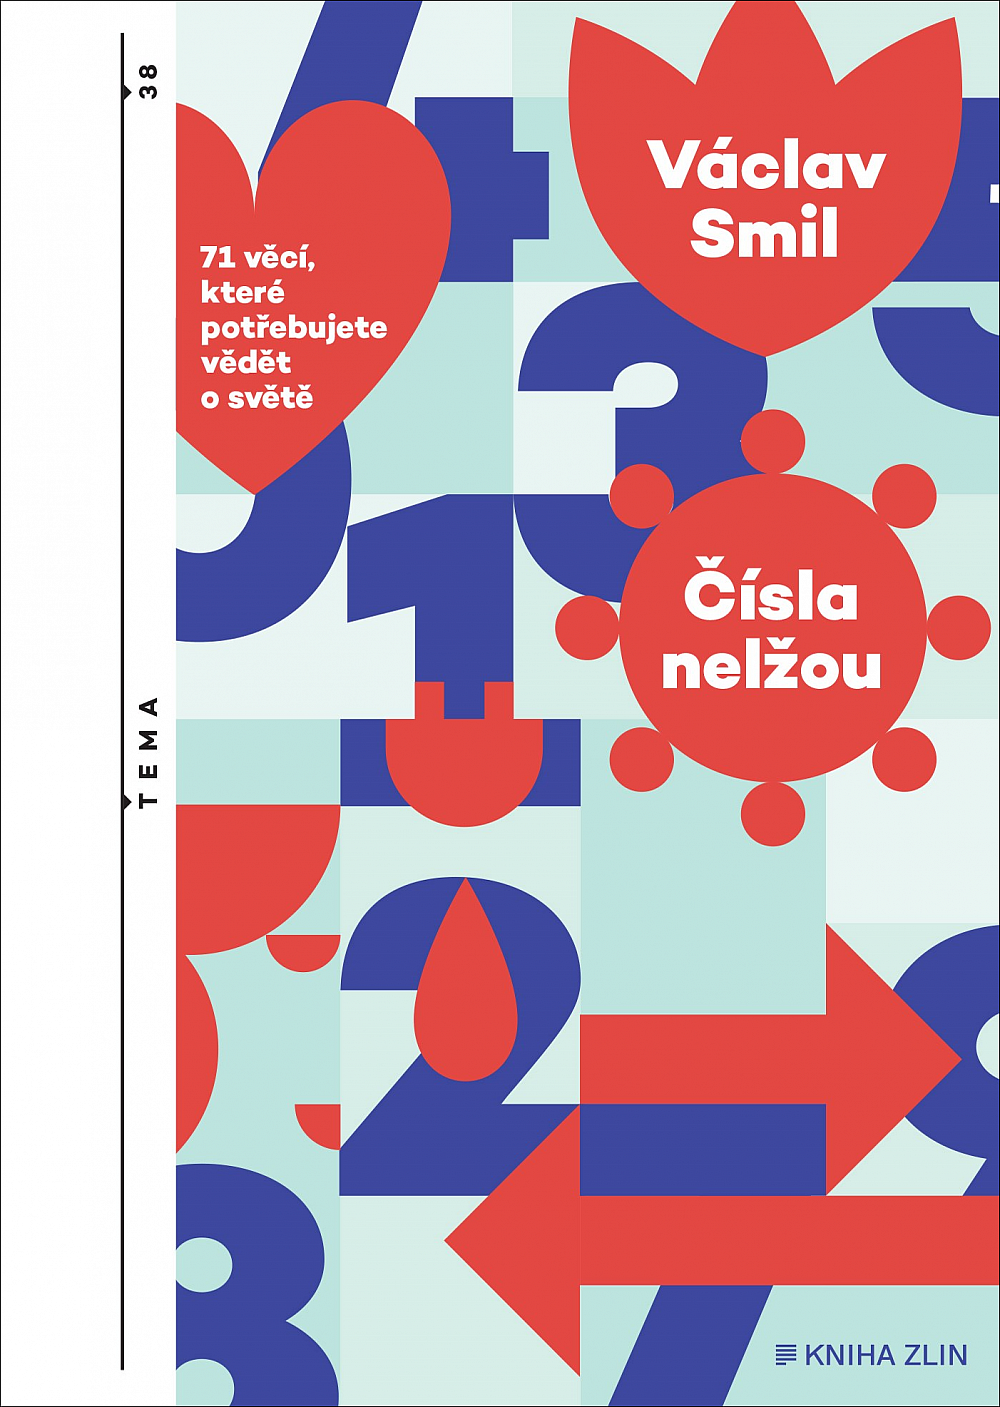 38
TEMA
Václav
Smil
71 věcí,
které
potřebujete
vědět
o světě
Čísla
nelžou
KNIHA ZLIN